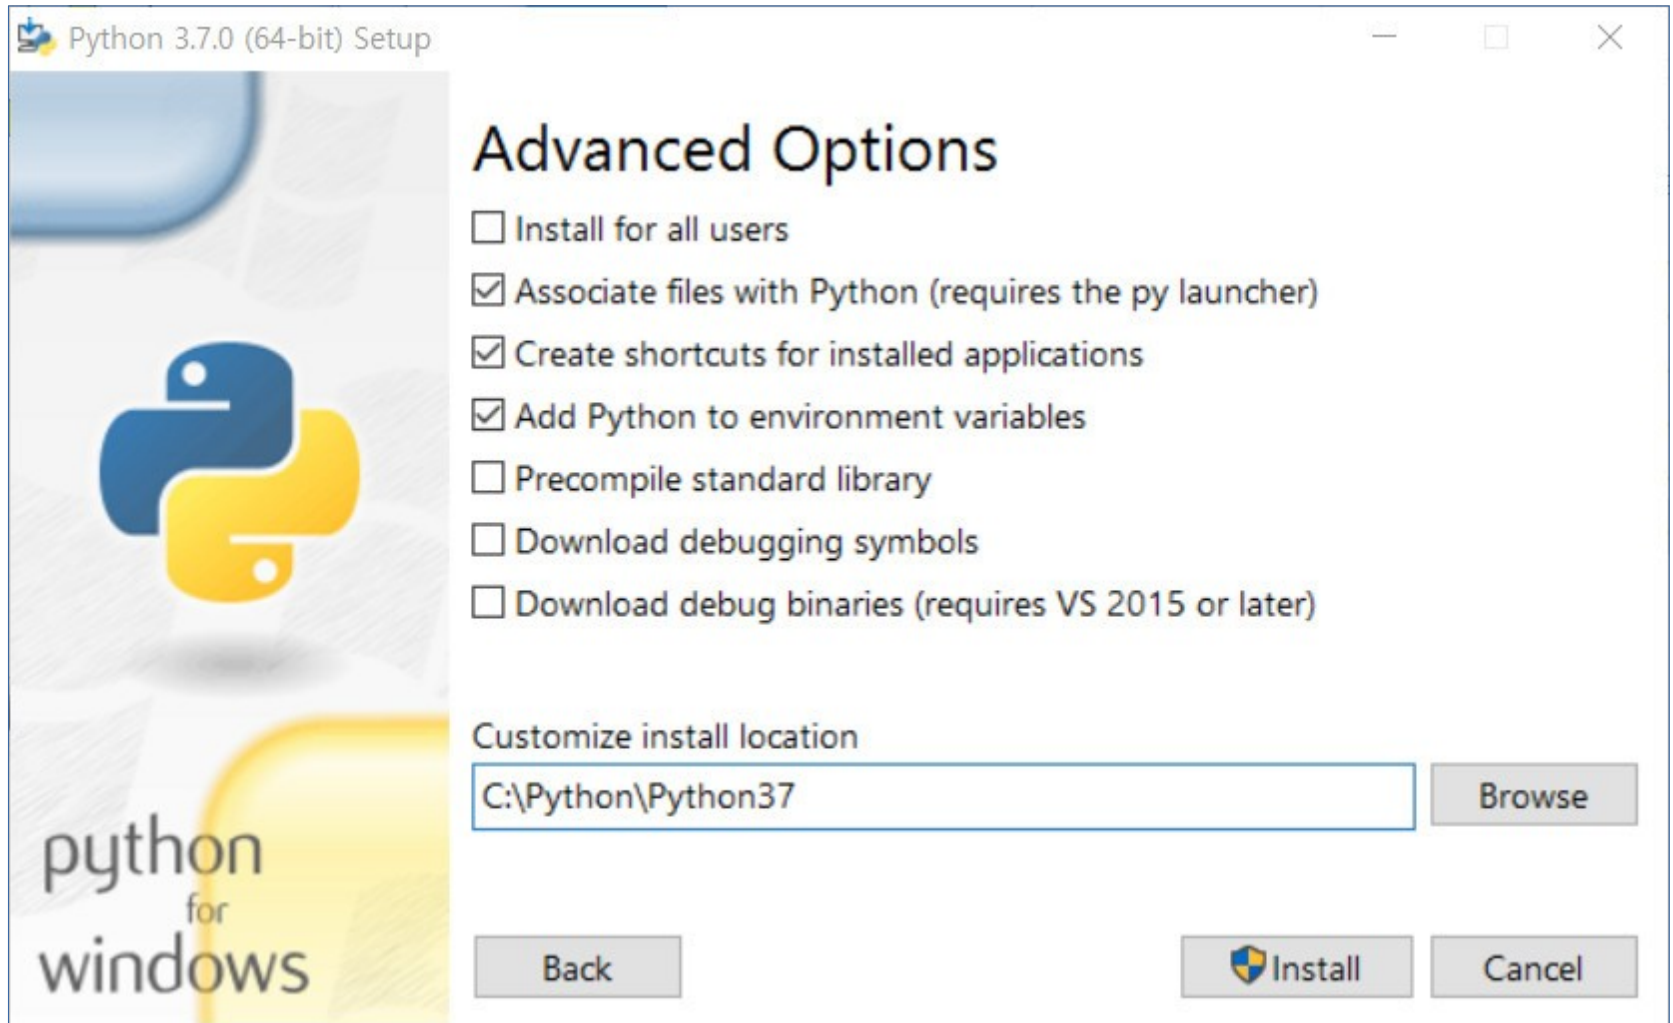 Python 3.7.0 (64-bit) Setup
Advanced Options
Install for all users
Associate files with Python (requires the py launcher)
Create shortcuts for installed applications
Add Python to environment variables
Precompile standard library
Download debugging symbols
Download debug binaries (requires VS 2015 or later)
Customize install location
C:\Python\Python37
Browse
python
for
windows
Back
Install
Cancel